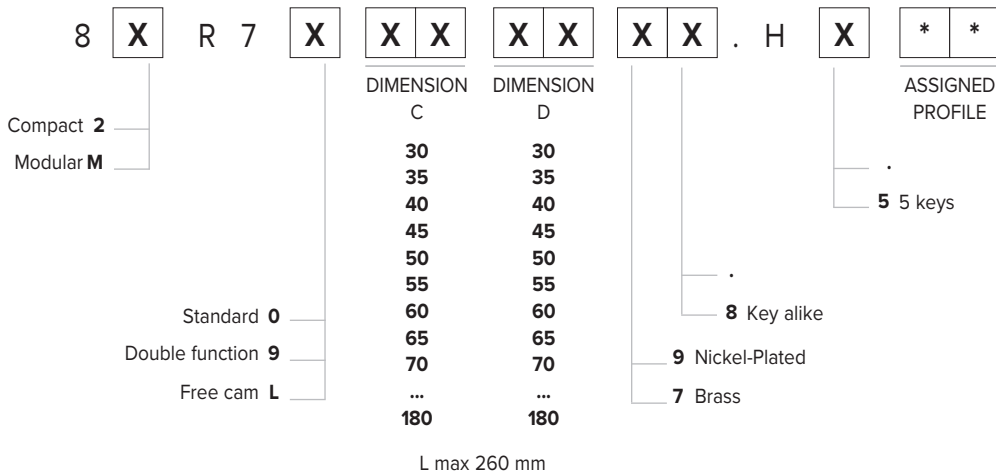 8 X R 7 X X X X X X X . H X * *
DIMENSION C
DIMENSION D
ASSIGNED PROFILE
Compact 2
Modular M
Standard 0
Double function 9
Free cam L
30 30
35 35
40 40
45 45
50 50
55 55
60 60
65 65
70 70
... ...
180 180
L max 260 mm
.
8 Key alike
9 Nickel-Plated
7 Brass
.
5 5 keys